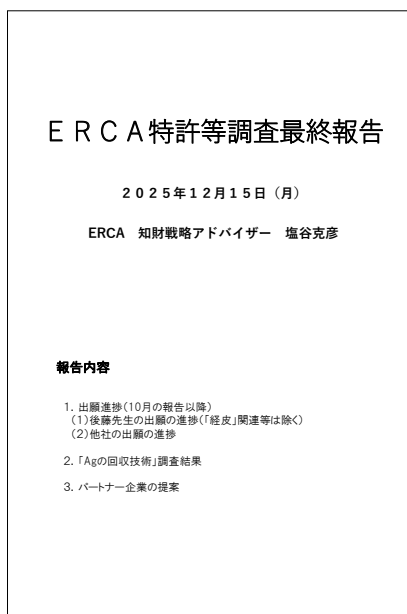 ＥＲＣＡ特許等調査最終報告
２０２５年１２月１５日（月）
ERCA　知財戦略アドバイザー　塩谷克彦
報告内容
1. 出願進捗(10月の報告以降)
(1)後藤先生の出願の進捗(「経皮」関連等は除く)
(2)他社の出願の進捗
2. 「Agの回収技術」調査結果
3. パートナー企業の提案